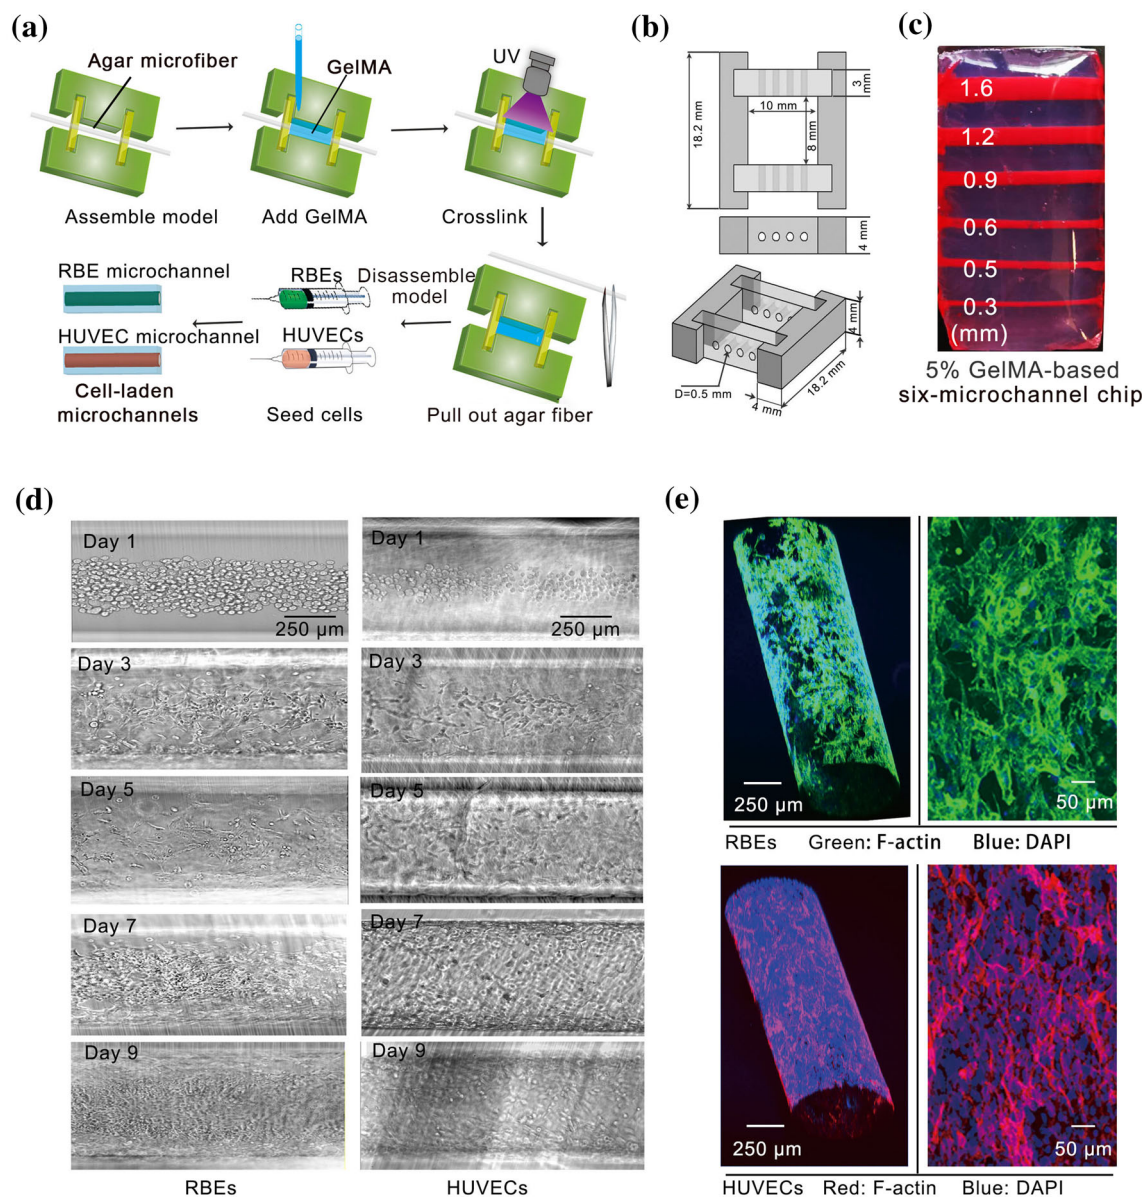 (a)
Agar microfiber
GelMA
UV
Assemble model
Add GelMA
Crosslink
RBE microchannel
HUVEC microchannel
Cell-laden
microchannels
RBEs
HUVECs
Seed cells
Disassemble
model
Pull out agar fiber
(b)
18.2 mm
10 mm
8 mm
3
mm
4 mm
4 mm
18.2 mm
4 mm
D=0.5 mm
(c)
1.6
1.2
0.9
0.6
0.5
0.3
(mm)
5% GelMA-based
six-microchannel chip
(d)
Day 1
250 μm
Day 1
250 μm
Day 3
Day 3
Day 5
Day 5
Day 7
Day 7
Day 9
Day 9
RBEs
HUVECs
(e)
250 μm
50 μm
RBEs Green: F-actin Blue: DAPI
250 μm
50 μm
HUVECs Red: F-actin Blue: DAPI